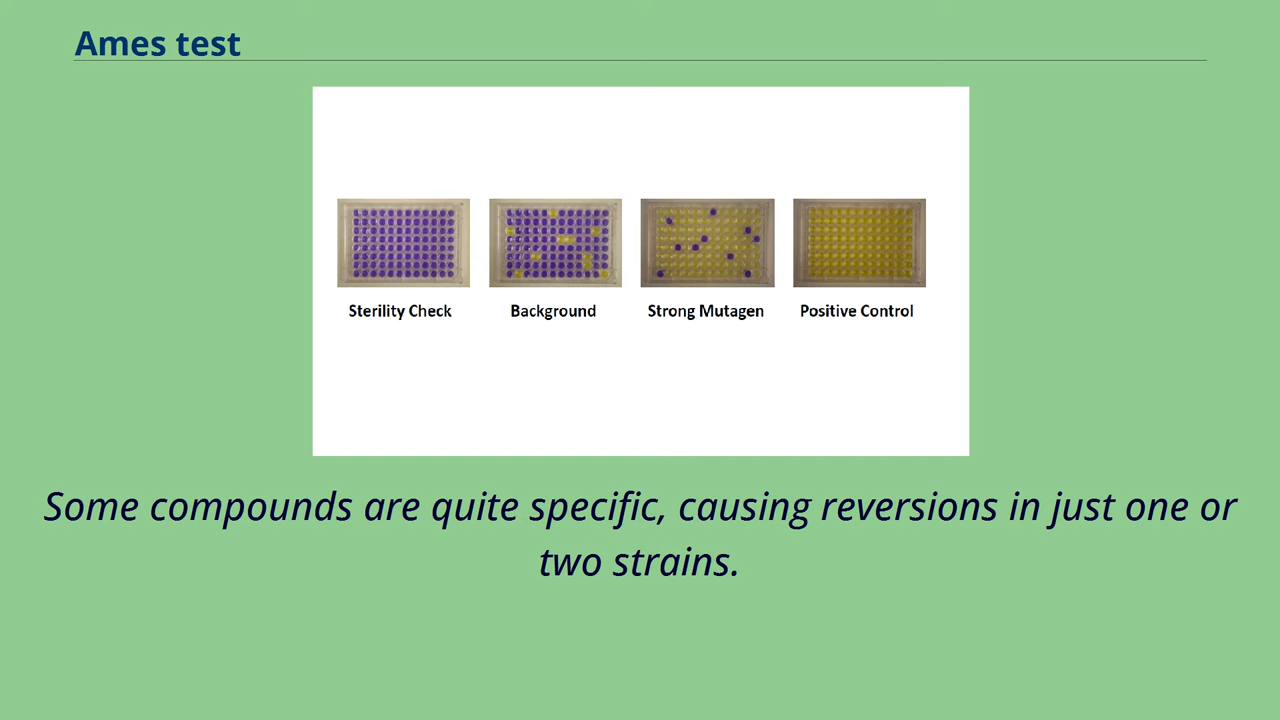 Ames test
Sterility Check
Background
Strong Mutagen
Positive Control
Some compounds are quite specific, causing reversions in just one or
two strains.